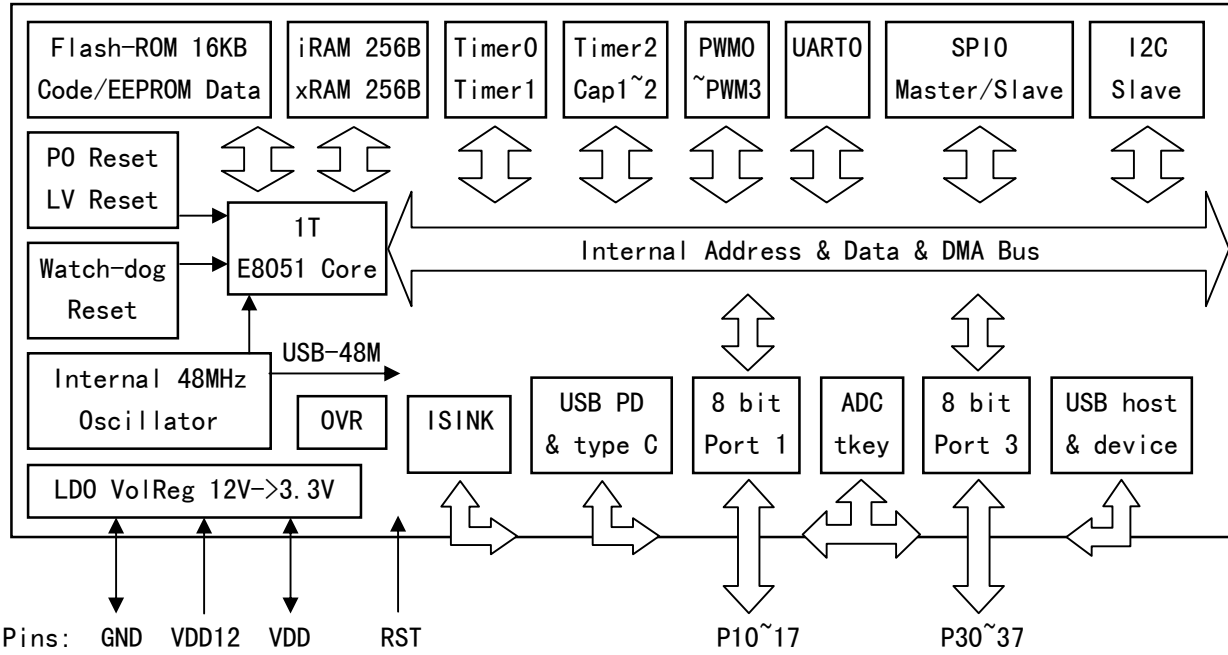 Flash-ROM 16KB
Code/EEPROM Data
iRAM 256B
xRAM 256B
Timer0
Timer1
Timer2
Cap1~2
PWM0
~PWM3
UART0
SPI0
Master/Slave
I2C
Slave
PO Reset
LV Reset
1T
E8051 Core
Internal Address & Data & DMA Bus
Watch-dog
Reset
USB-48M
Internal 48MHz
Oscillator
OVR
ISINK
USB PD
& type C
8 bit
Port 1
ADC
tkey
8 bit
Port 3
USB host
& device
LDO VolReg 12V->3.3V
Pins: GND VDD12 VDD RST P10~17 P30~37